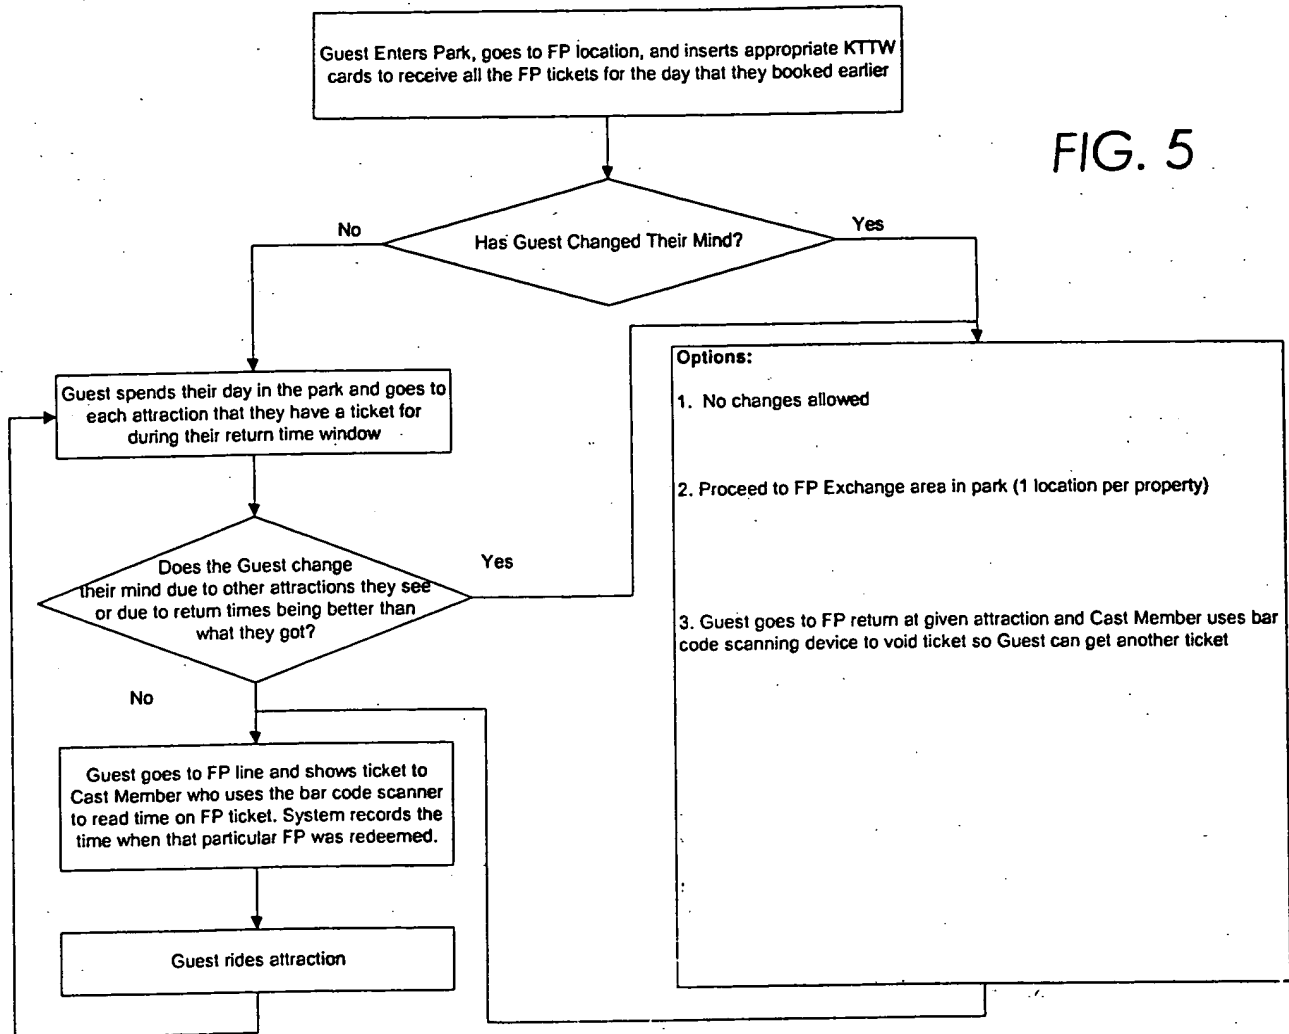 Guest Enters Park, goes to FP location, and inserts appropriate KTTW
cards to receive all the FP tickets for the day that they booked earlier
FIG. 5
No
Yes
Has Guest Changed Their Mind?
Options:
1. No changes allowed
2. Proceed to FP Exchange area in park (1 location per property)
3. Guest goes to FP return at given attraction and Cast Member uses bar
code scanning device to void ticket so Guest can get another ticket
Guest spends their day in the park and goes to
each attraction that they have a ticket for
during their return time window
Does the Guest change
their mind due to other attractions they see
or due to return times being better than
what they got?
Yes
No
Guest goes to FP line and shows ticket to
Cast Member who uses the bar code scanner
to read time on FP ticket. System records the
time when that particular FP was redeemed.
Guest rides attraction